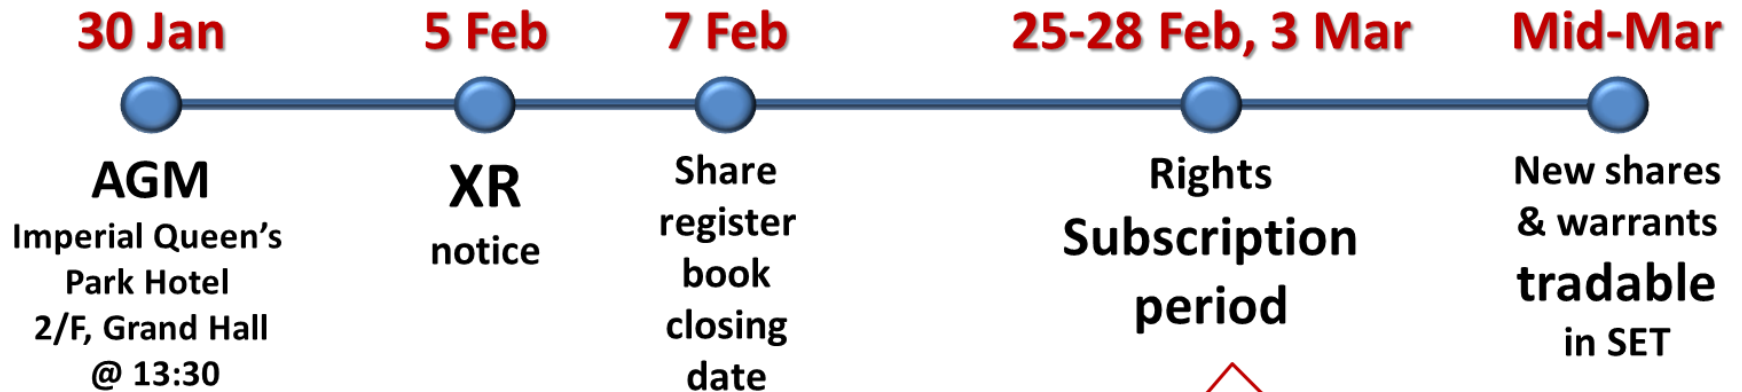 30 Jan
5 Feb
7 Feb
25-28 Feb, 3 Mar
Mid-Mar
AGM
Imperial Queen's
Park Hotel
2/F, Grand Hall
@ 13:30
XR
notice
Share
register
book
closing
date
Rights
Subscription
period
New shares
& warrants
tradable
in SET